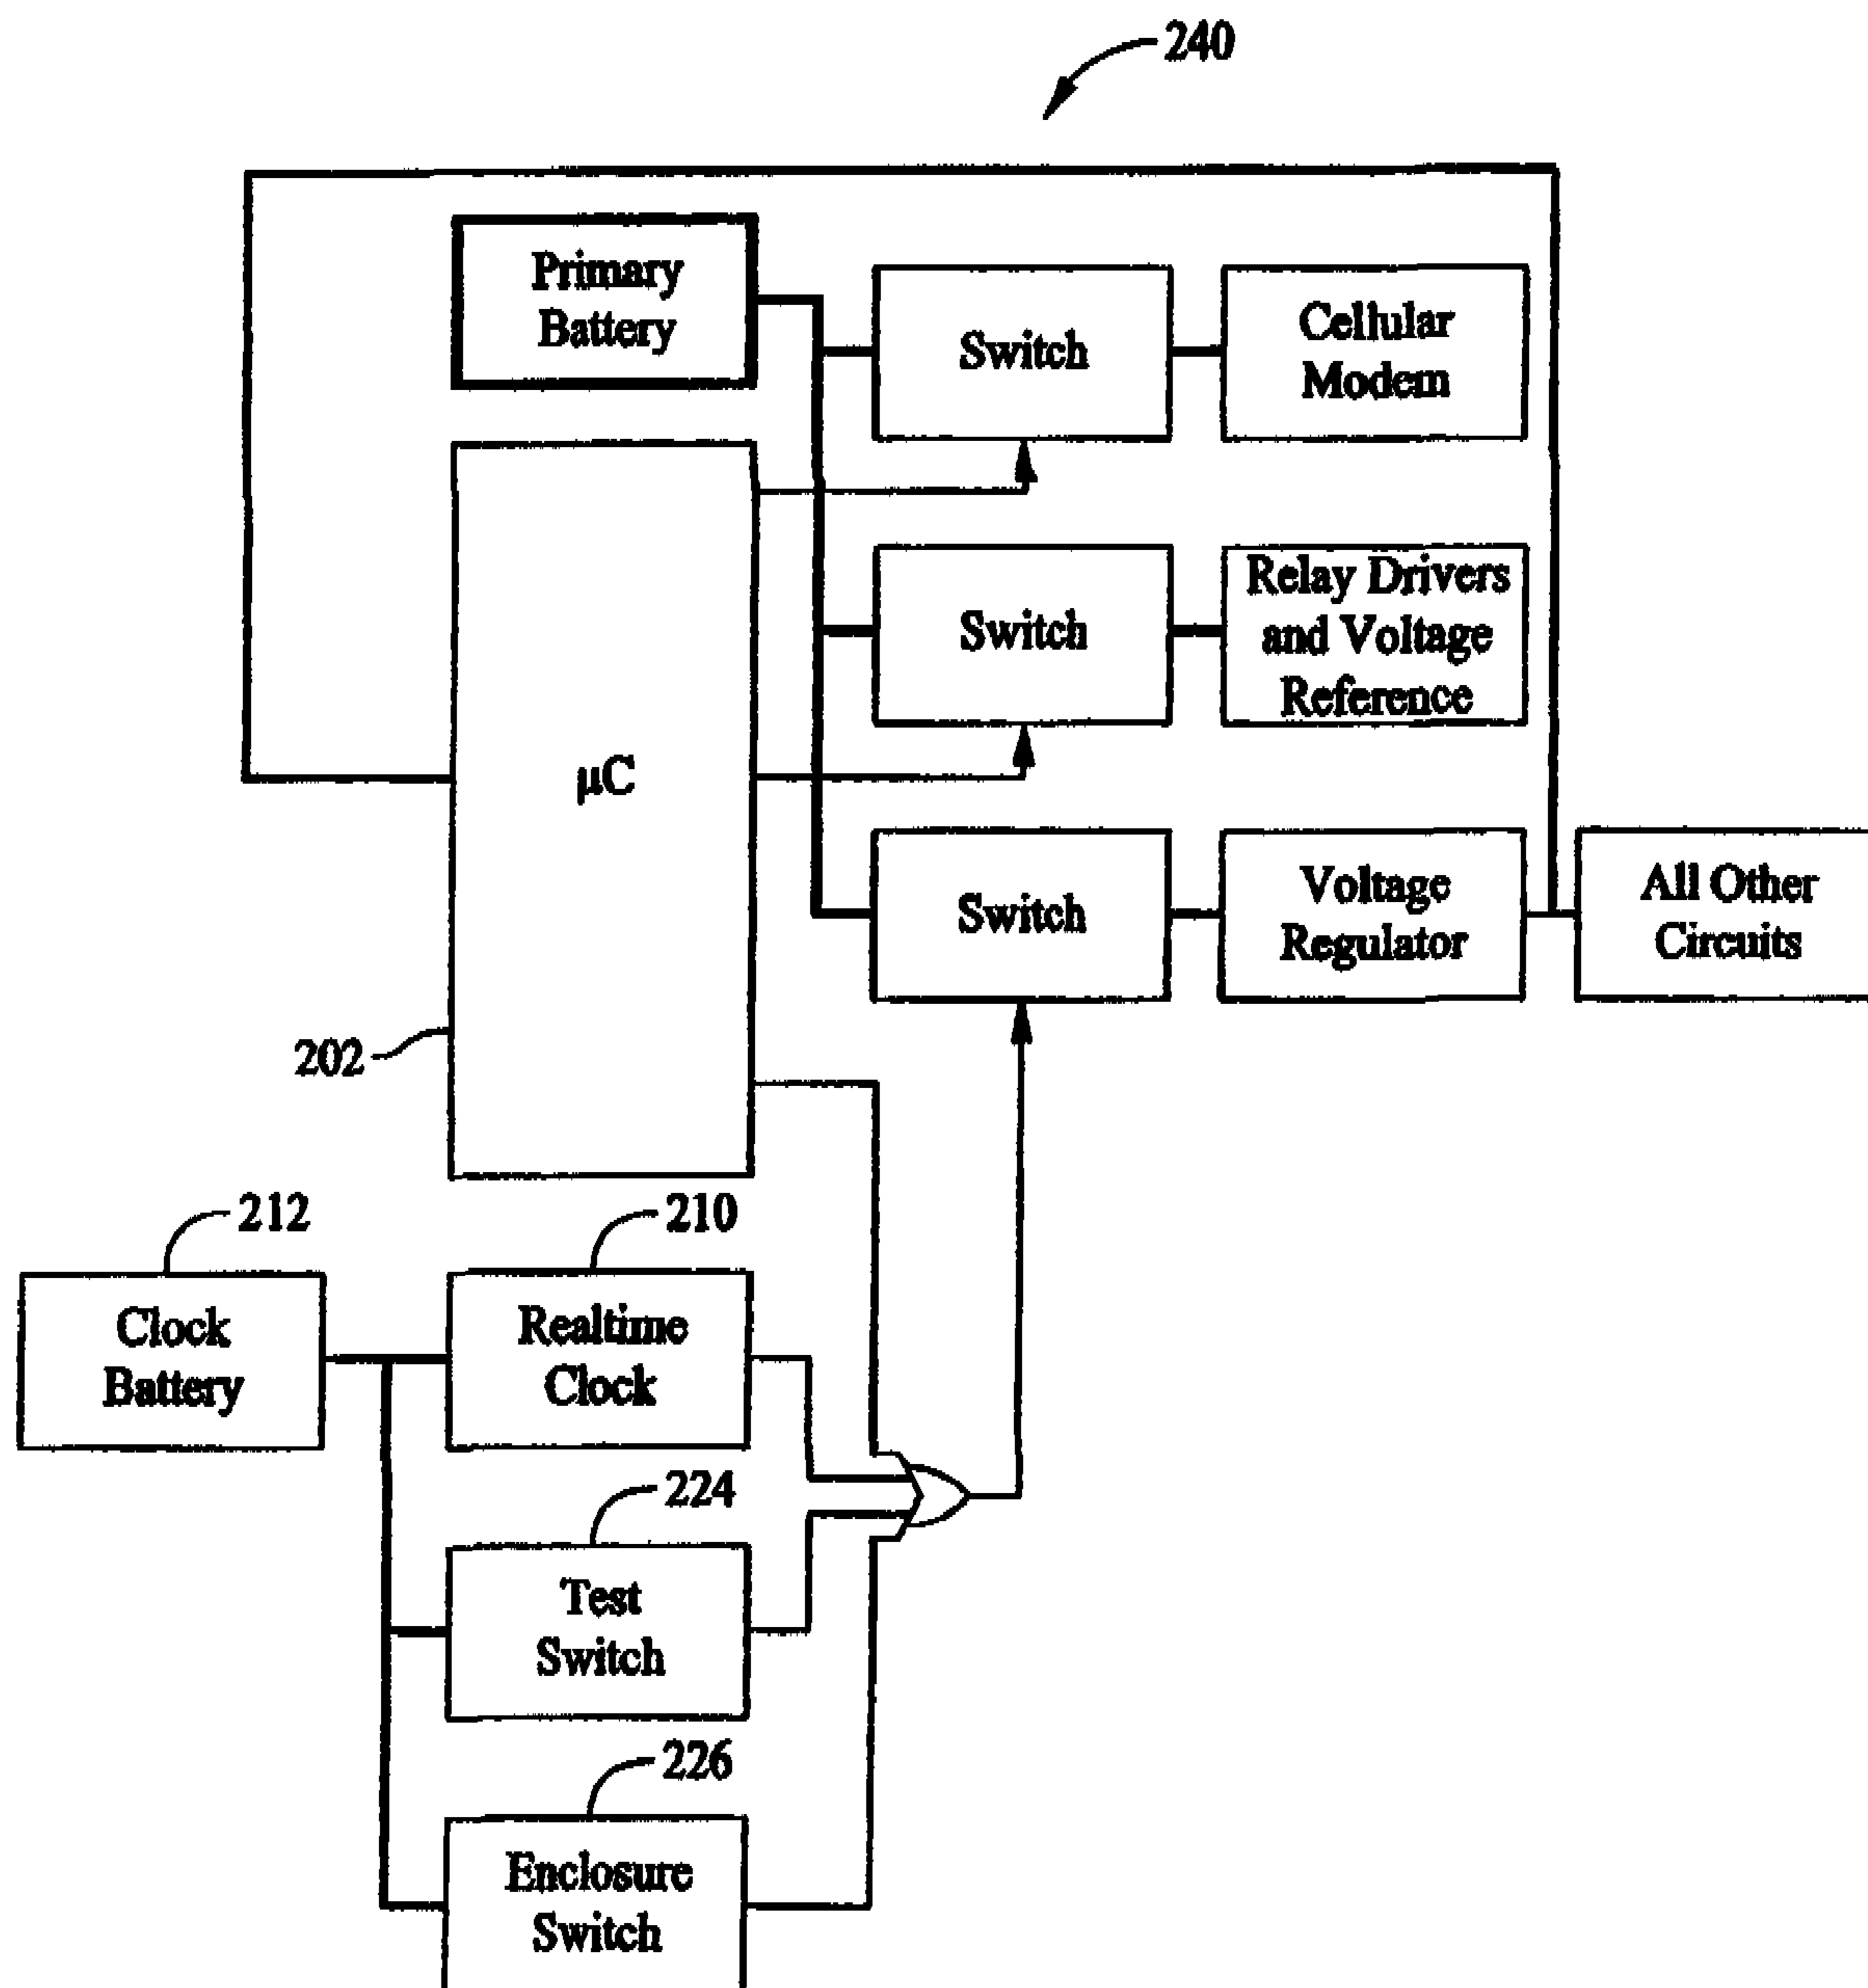 240
Primary
Battery
Switch
Cellular
Modem
Switch
Relay Drivers
and Voltage
Reference
µC
Switch
Voltage
Regulator
All Other
Circuits
202
212
210
Clock
Battery
Realtime
Clock
224
Test
Switch
226
Enclosure
Switch